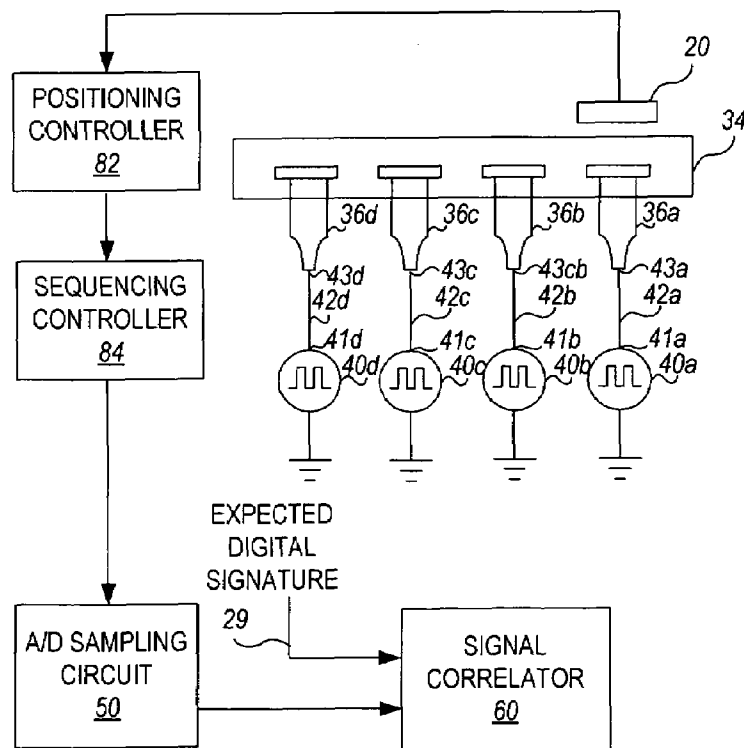 POSITIONING
CONTROLLER
82
20
34
36d 36c 36b 36a
43d 43c 43cb 43a
42d 42c 42b 42a
41d 41c 41b 41a
40d 40c 40b 40a
SEQUENCING
CONTROLLER
84
EXPECTED
DIGITAL
SIGNATURE
29
A/D SAMPLING
CIRCUIT
50
SIGNAL
CORRELATOR
60